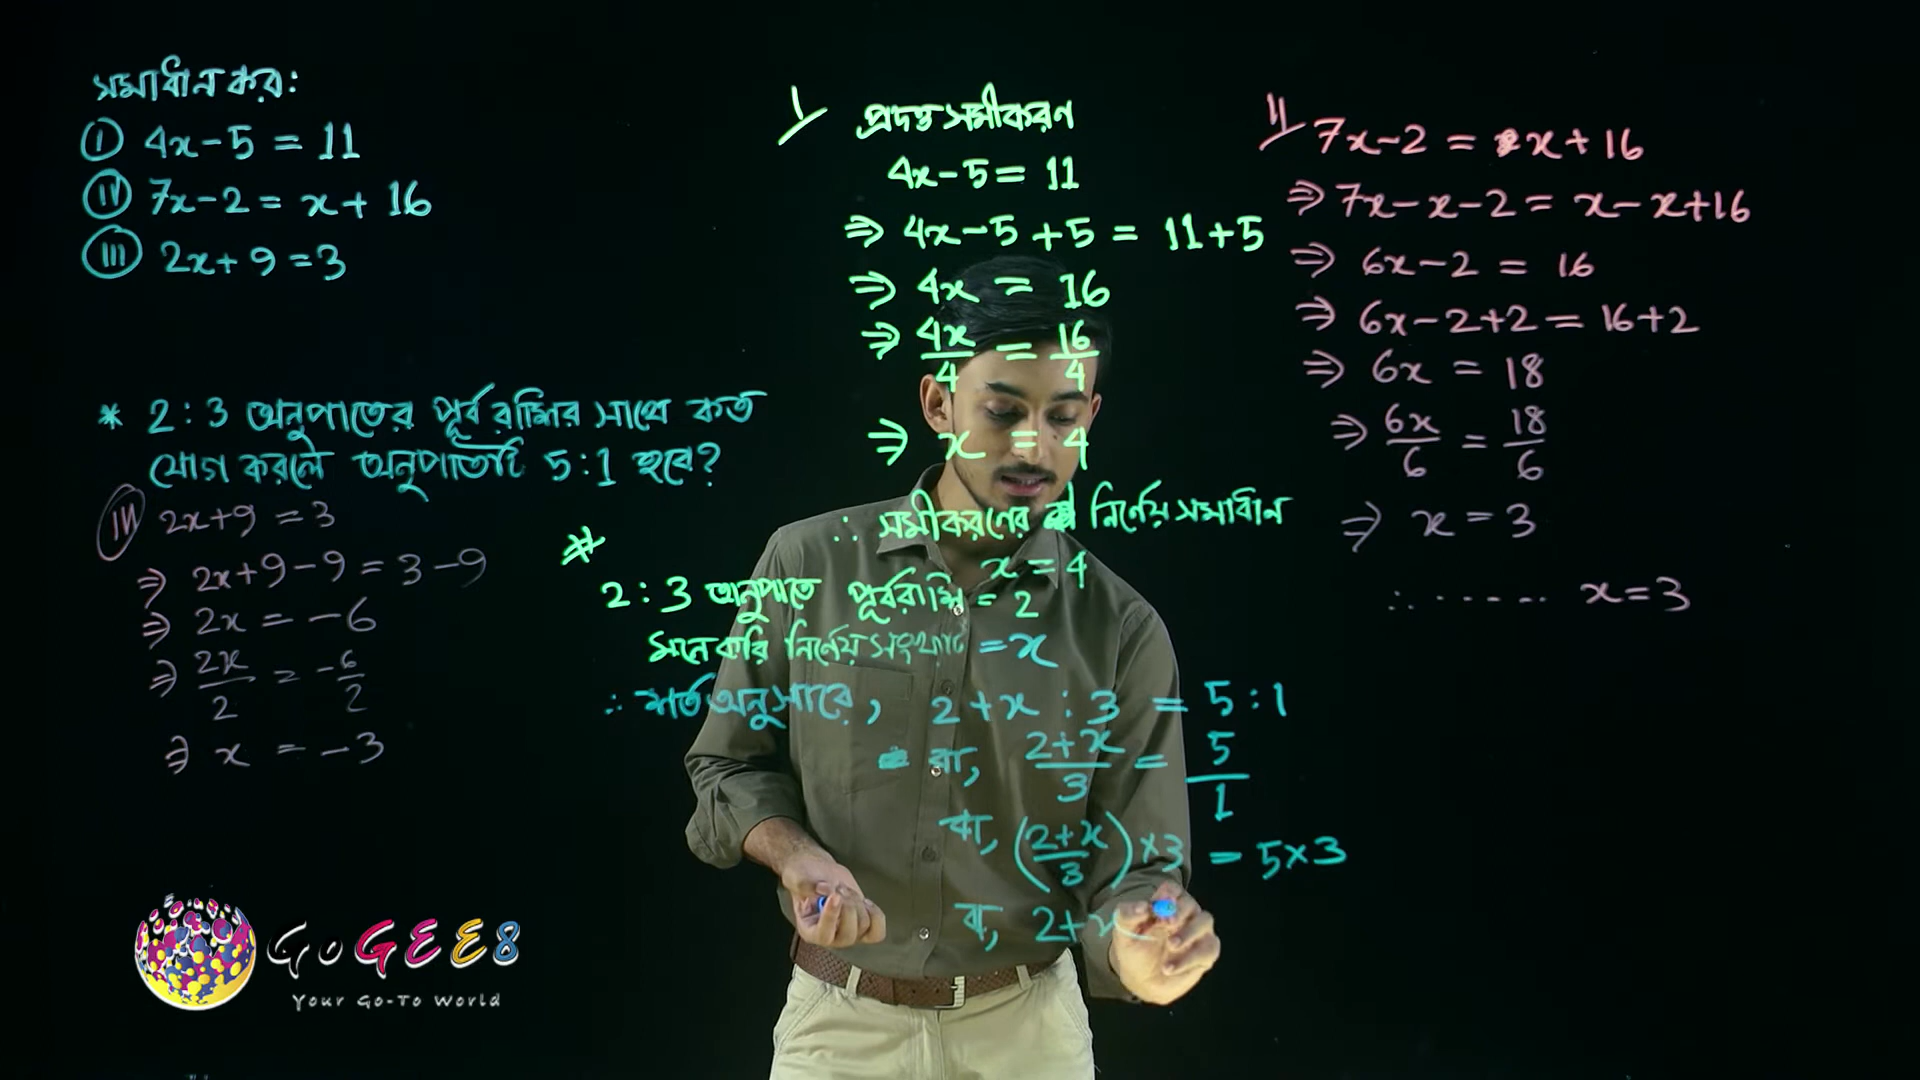 সমাধান কর:
i 4x-5 = 11
ii 7x-2 = x+16
iii 2x+9 = 3
* 2:3 অনুপাতের পূর্ব রাশির সাথে কত
যোগ করলে অনুপাতটি 5:1 হবে?
iii 2x+9 = 3
⇒ 2x+9-9 = 3-9
⇒ 2x = -6
⇒ 2x/2 = -6/2
⇒ x = -3
1 প্রদত্ত সমীকরণ
4x-5 = 11
⇒ 4x-5+5 = 11+5
⇒ 4x = 16
⇒ 4x/4 = 16/4
⇒ x = 4
∴ সমীকরণের নির্ণেয় সমাধান
x = 4
*
2:3 অনুপাতে পূর্বরাশি = 2
মনেকরি নির্ণেয় সংখ্যাটি = x
∴ শর্ত অনুসারে, 2+x : 3 = 5:1
বা, 2+x/3 = 5/1
বা, (2+x/3)×3 = 5×3
বা, 2+x
11 7x-2 = x+16
⇒ 7x-x-2 = x-x+16
⇒ 6x-2 = 16
⇒ 6x-2+2 = 16+2
⇒ 6x = 18
⇒ 6x/6 = 18/6
⇒ x = 3
∴ ------ x = 3
GoGEE8
Your Go-To World